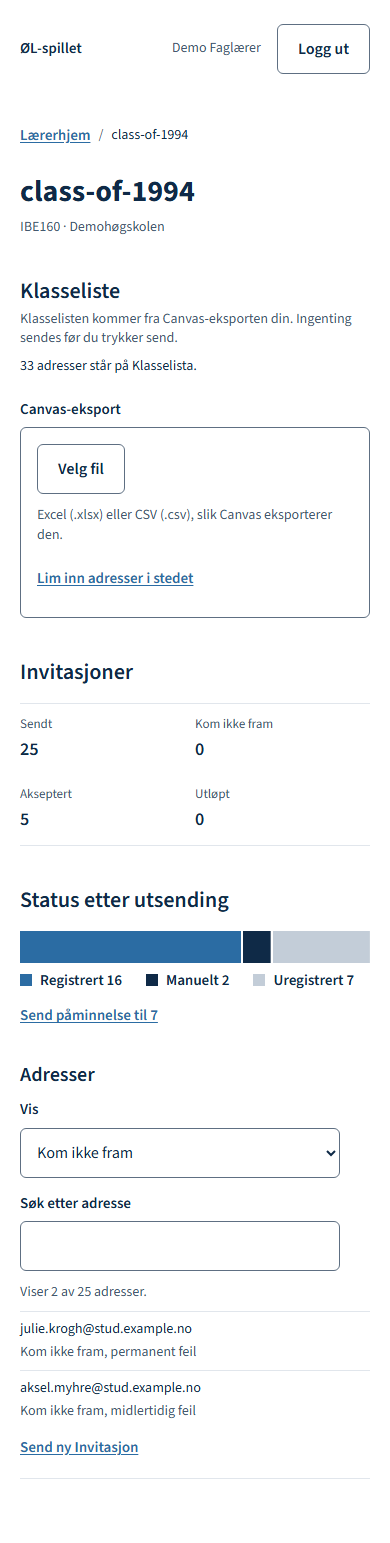 ØL-spillet
Demo Faglærer
Logg ut
Lærerhjem / class-of-1994
class-of-1994
IBE160 · Demohøgskolen
Klasseliste
Klasselisten kommer fra Canvas-eksporten din. Ingenting
sendes før du trykker send.
33 adresser står på Klasselista.
Canvas-eksport
Velg fil
Excel (.xlsx) eller CSV (.csv), slik Canvas eksporterer
den.
Lim inn adresser i stedet
Invitasjoner
Sendt
25
Kom ikke fram
0
Akseptert
5
Utløpt
0
Status etter utsending
Registrert 16
Manuelt 2
Uregistrert 7
Send påminnelse til 7
Adresser
Vis
Kom ikke fram
Søk etter adresse
Viser 2 av 25 adresser.
julie.krogh@stud.example.no
Kom ikke fram, permanent feil
aksel.myhre@stud.example.no
Kom ikke fram, midlertidig feil
Send ny Invitasjon